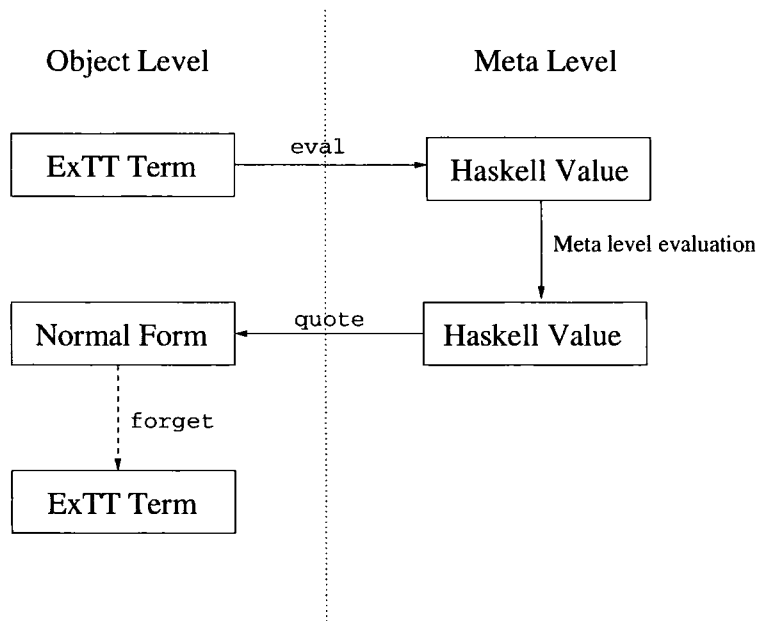 Object Level
Meta Level
ExTT Term
eval
Haskell Value
Meta level evaluation
Normal Form
quote
Haskell Value
forget
ExTT Term